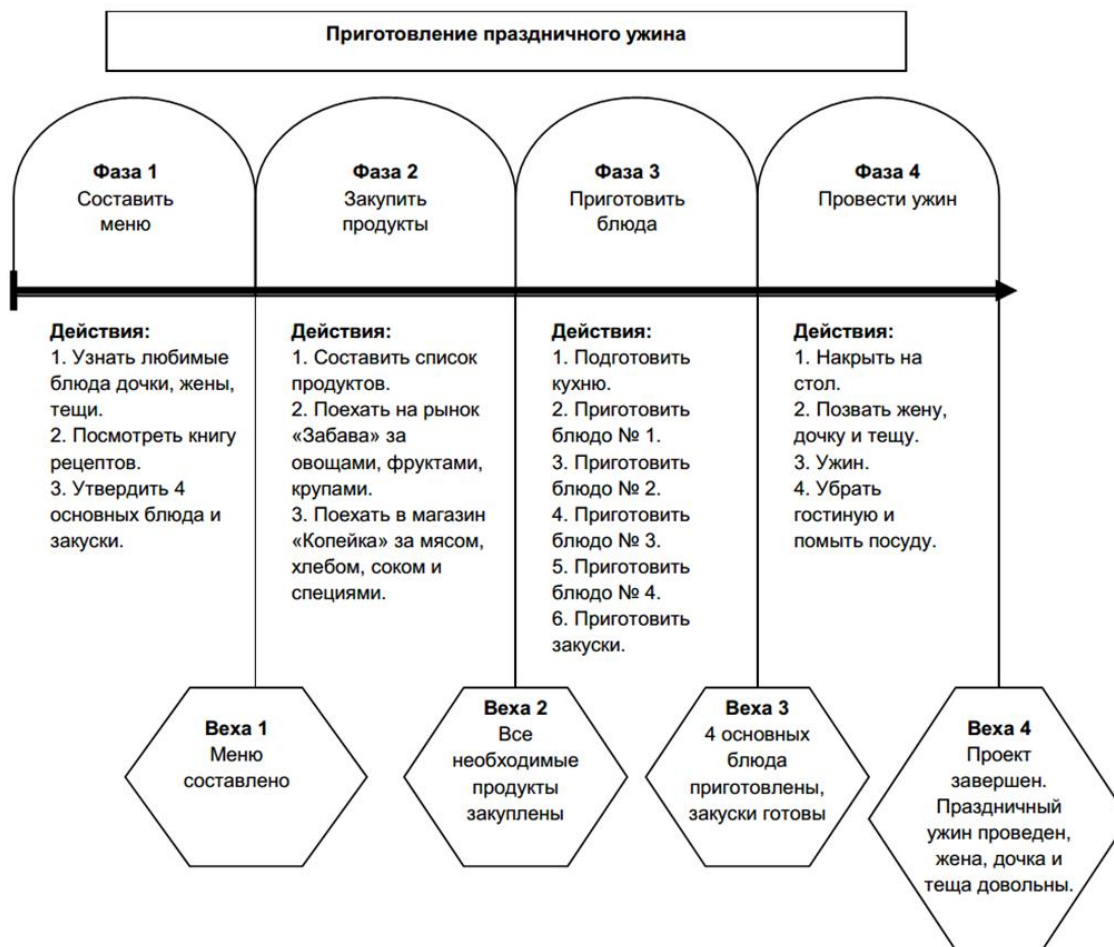 Приготовление праздничного ужина
Фаза 1
Составить
меню
Фаза 2
Закупить
продукты
Фаза 3
Приготовить
блюда
Фаза 4
Провести ужин
Действия:
1. Узнать любимые
блюда дочки, жены,
тещи.
2. Посмотреть книгу
рецептов.
3. Утвердить 4
основных блюда и
закуски.
Действия:
1. Составить список
продуктов.
2. Поехать на рынок
«Забава» за
овощами, фруктами,
крупами.
3. Поехать в магазин
«Копейка» за мясом,
хлебом, соком и
специями.
Действия:
1. Подготовить
кухню.
2. Приготовить
блюдо № 1.
3. Приготовить
блюдо № 2.
4. Приготовить
блюдо № 3.
5. Приготовить
блюдо № 4.
6. Приготовить
закуски.
Действия:
1. Накрыть на
стол.
2. Позвать жену,
дочку и тещу.
3. Ужин.
4. Убрать
гостиную и
помыть посуду.
Веха 1
Меню
составлено
Веха 2
Все
необходимые
продукты
закуплены
Веха 3
4 основных
блюда
приготовлены,
закуски готовы
Веха 4
Проект
завершен.
Праздничный
ужин проведен,
жена, дочка и
теща довольны.